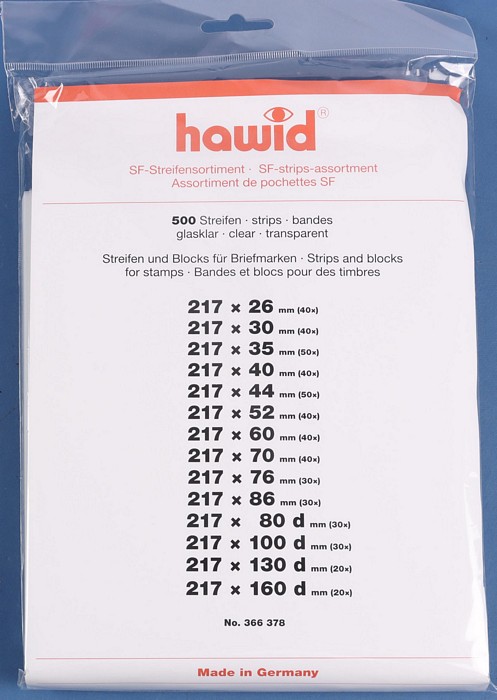 hawid®
SF-Streifensortiment · SF-strips-assortment
Assortiment de pochettes SF
500 Streifen · strips · bandes
glasklar · clear · transparent
Streifen und Blocks für Briefmarken · Strips and blocks
for stamps · Bandes et blocs pour des timbres
217 × 26 mm (40×)
217 × 30 mm (40×)
217 × 35 mm (50×)
217 × 40 mm (40×)
217 × 44 mm (50×)
217 × 52 mm (40×)
217 × 60 mm (40×)
217 × 70 mm (40×)
217 × 76 mm (30×)
217 × 86 mm (30×)
217 × 80 d mm (30×)
217 × 100 d mm (30×)
217 × 130 d mm (20×)
217 × 160 d mm (20×)
No. 366 378
Made in Germany